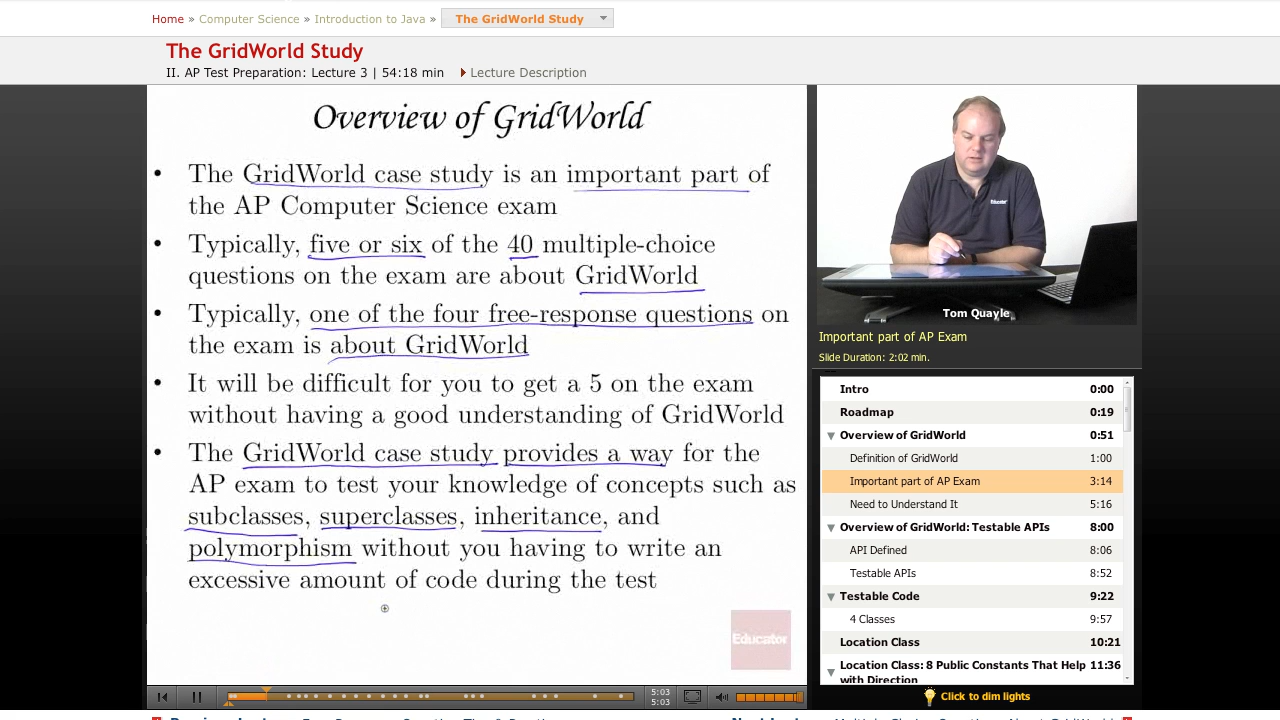 Home » Computer Science » Introduction to Java » The GridWorld Study
The GridWorld Study
II. AP Test Preparation: Lecture 3 | 54:18 min Lecture Description
Overview of GridWorld
• The GridWorld case study is an important part of
the AP Computer Science exam
• Typically, five or six of the 40 multiple-choice
questions on the exam are about GridWorld
• Typically, one of the four free-response questions on
the exam is about GridWorld
• It will be difficult for you to get a 5 on the exam
without having a good understanding of GridWorld
• The GridWorld case study provides a way for the
AP exam to test your knowledge of concepts such as
subclasses, superclasses, inheritance, and
polymorphism without you having to write an
excessive amount of code during the test
Educator
5:03
5:03
Educator
Tom Quayle
Important part of AP Exam
Slide Duration: 2:02 min.
Intro 0:00
Roadmap 0:19
Overview of GridWorld 0:51
Definition of GridWorld 1:00
Important part of AP Exam 3:14
Need to Understand It 5:16
Overview of GridWorld: Testable APIs 8:00
API Defined 8:06
Testable APIs 8:52
Testable Code 9:22
4 Classes 9:57
Location Class 10:21
Location Class: 8 Public Constants That Help 11:36
with Direction
Click to dim lights